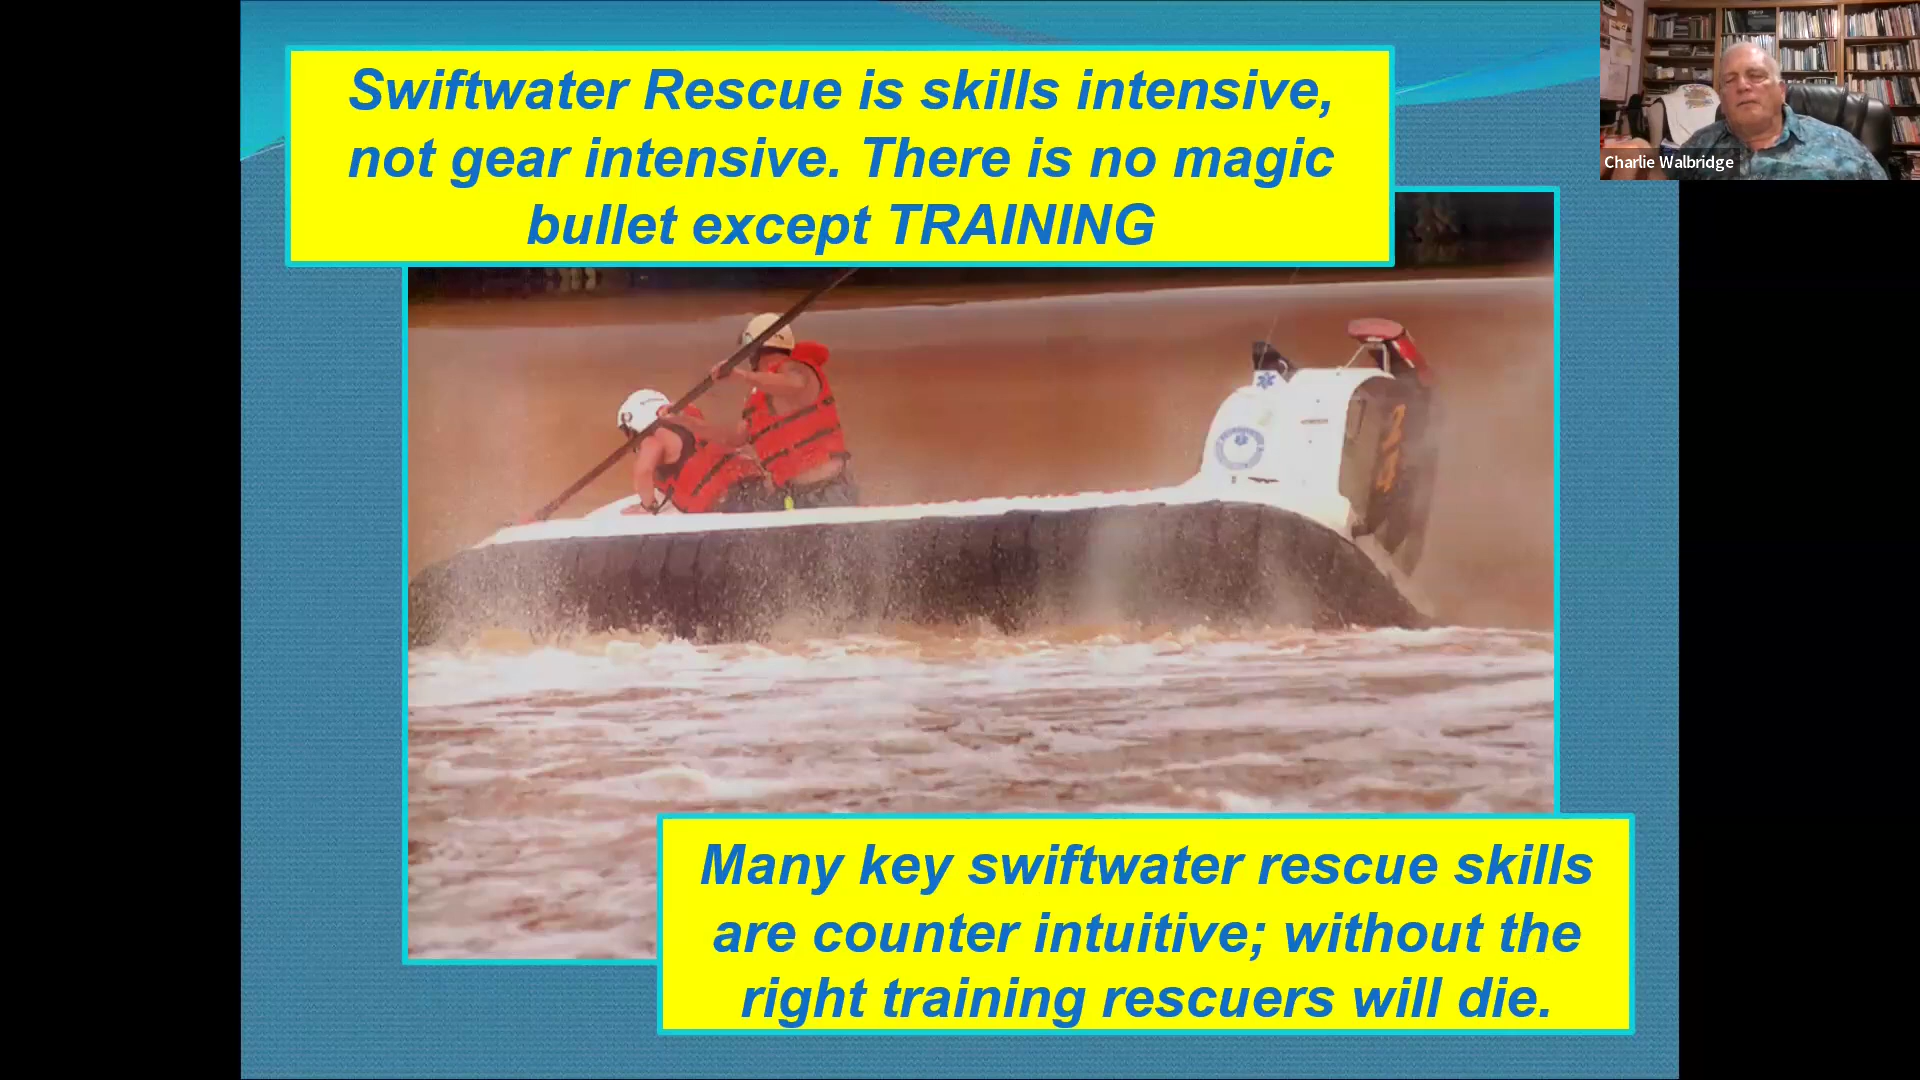 Swiftwater Rescue is skills intensive,
not gear intensive. There is no magic
bullet except TRAINING
Charlie Walbridge
24
Many key swiftwater rescue skills
are counter intuitive; without the
right training rescuers will die.